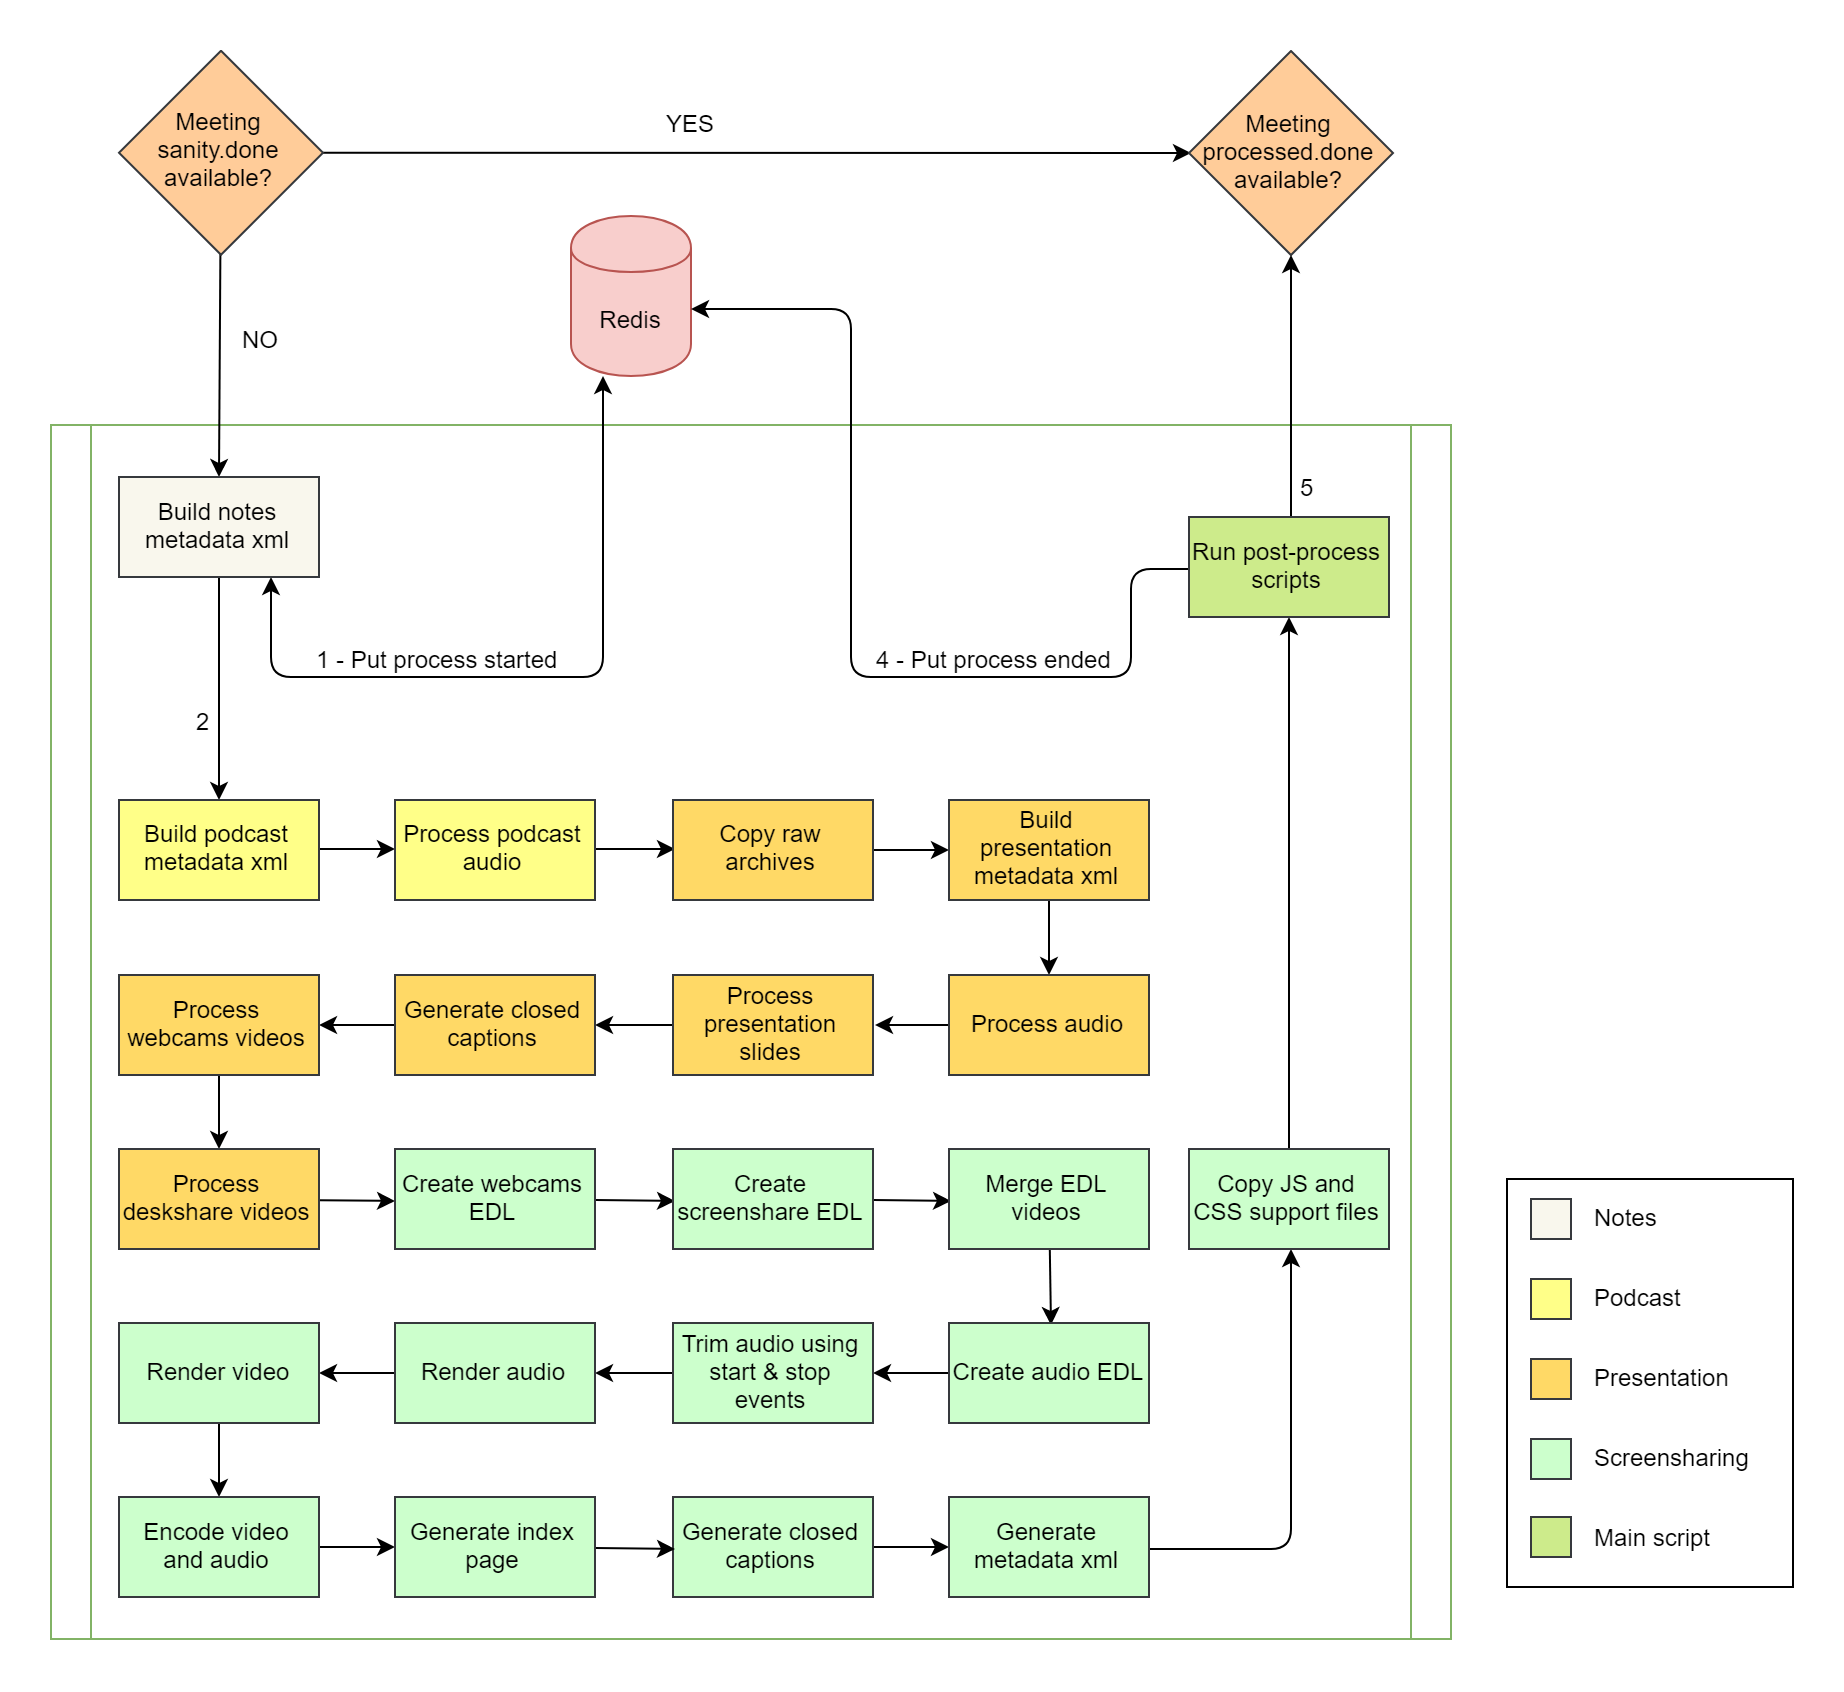 Meeting
sanity.done
available?
YES
Meeting
processed.done
available?
Redis
NO
Build notes
metadata xml
5
Run post-process
scripts
1 - Put process started
4 - Put process ended
2
Build podcast
metadata xml
Process podcast
audio
Copy raw
archives
Build
presentation
metadata xml
Process
webcams videos
Generate closed
captions
Process
presentation
slides
Process audio
Process
deskshare videos
Create webcams
EDL
Create
screenshare EDL
Merge EDL
videos
Copy JS and
CSS support files
Render video
Render audio
Trim audio using
start & stop
events
Create audio EDL
Encode video
and audio
Generate index
page
Generate closed
captions
Generate
metadata xml
Notes
Podcast
Presentation
Screensharing
Main script